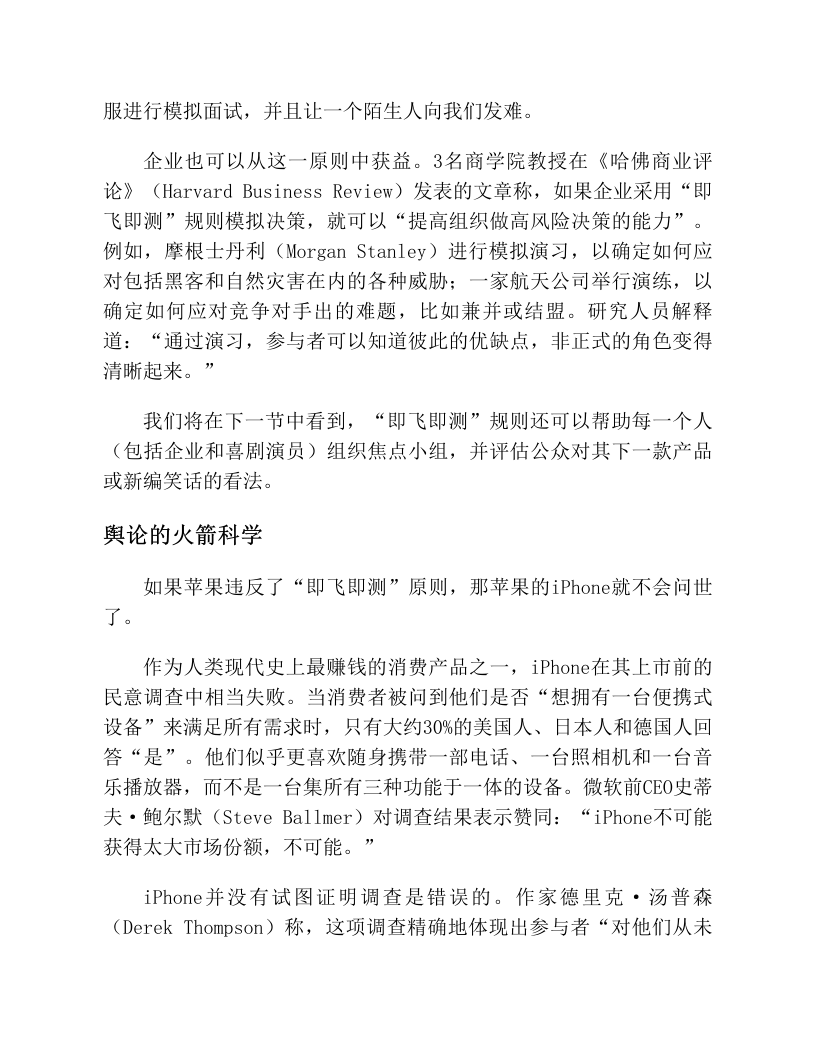 服进行模拟面试，并且让一个陌生人向我们发难。
企业也可以从这一原则中获益。3名商学院教授在《哈佛商业评
论》（Harvard Business Review）发表的文章称，如果企业采用“即
飞即测”规则模拟决策，就可以“提高组织做高风险决策的能力”。
例如，摩根士丹利（Morgan Stanley）进行模拟演习，以确定如何应
对包括黑客和自然灾害在内的各种威胁；一家航天公司举行演练，以
确定如何应对竞争对手出的难题，比如兼并或结盟。研究人员解释
道：“通过演习，参与者可以知道彼此的优缺点，非正式的角色变得
清晰起来。”
我们将在下一节中看到，“即飞即测”规则还可以帮助每一个人
（包括企业和喜剧演员）组织焦点小组，并评估公众对其下一款产品
或新编笑话的看法。
舆论的火箭科学
如果苹果违反了“即飞即测”原则，那苹果的iPhone就不会问世
了。
作为人类现代史上最赚钱的消费产品之一，iPhone在其上市前的
民意调查中相当失败。当消费者被问到他们是否“想拥有一台便携式
设备”来满足所有需求时，只有大约30%的美国人、日本人和德国人回
答“是”。他们似乎更喜欢随身携带一部电话、一台照相机和一台音
乐播放器，而不是一台集所有三种功能于一体的设备。微软前CEO史蒂
夫·鲍尔默（Steve Ballmer）对调查结果表示赞同：“iPhone不可能
获得太大市场份额，不可能。”
iPhone并没有试图证明调查是错误的。作家德里克·汤普森
（Derek Thompson）称，这项调查精确地体现出参与者“对他们从未